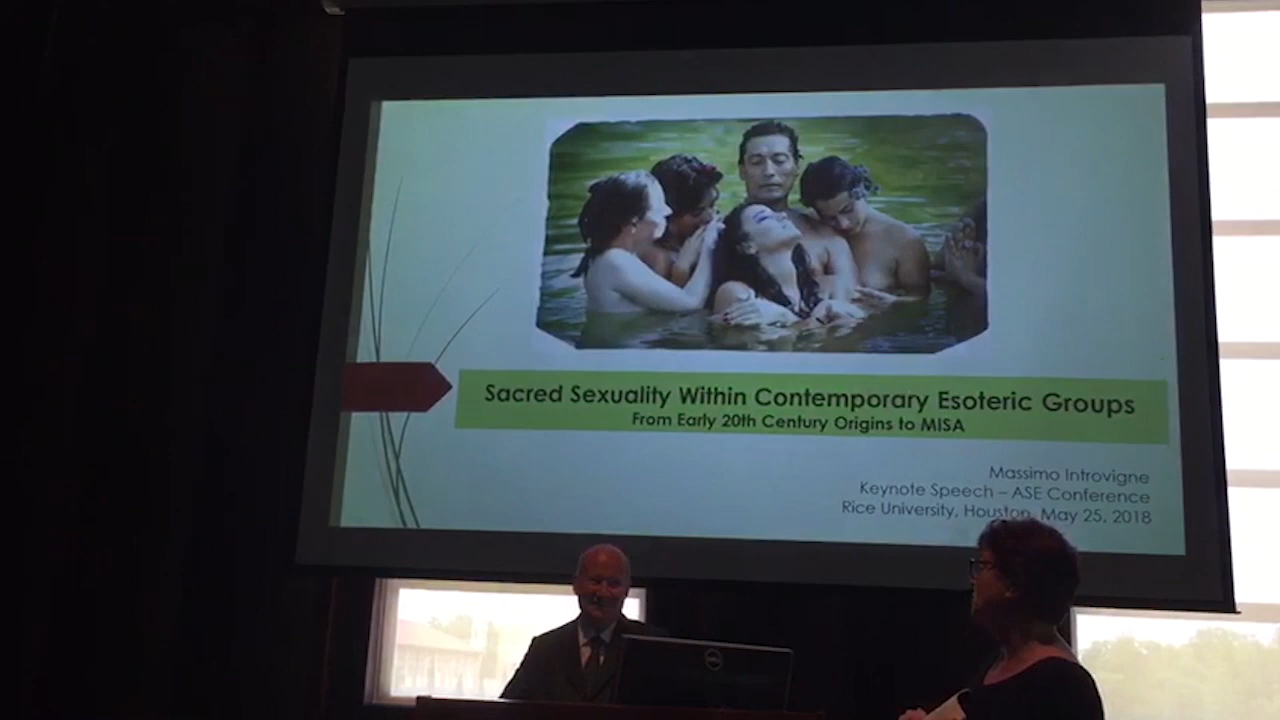 Sacred Sexuality Within Contemporary Esoteric Groups
From Early 20th Century Origins to MISA
Massimo Introvigne
Keynote Speech – ASE Conference
Rice University, Houston, May 25, 2018
DELL